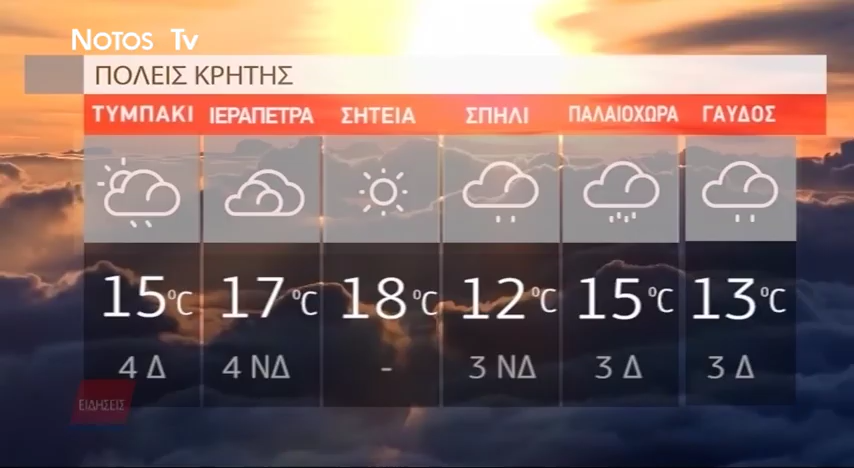 NOTOS TV
ΠΟΛΕΙΣ ΚΡΗΤΗΣ
ΤΥΜΠΑΚΙ ΙΕΡΑΠΕΤΡΑ ΣΗΤΕΙΑ ΣΠΗΛΙ ΠΑΛΑΙΟΧΩΡΑ ΓΑΥΔΟΣ
15°C 17°C 18°C 12°C 15°C 13°C
4 Δ 4 ΝΔ - 3 ΝΔ 3 Δ 3 Δ
ΕΙΔΗΣΕΙΣ